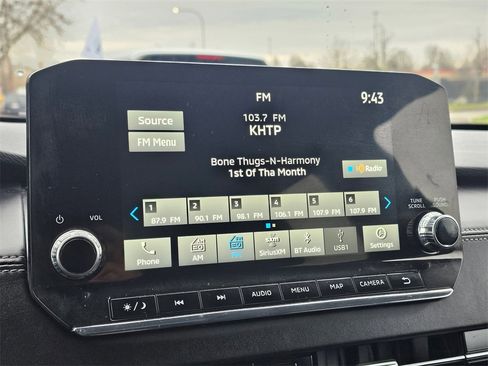 FM
9:43
Source
103.7 FM
KHTP
FM Menu
Bone Thugs-N-Harmony
1st Of Tha Month
Radio
1 2 3 4 5 6
87.9 FM 90.1 FM 98.1 FM 106.1 FM 107.9 FM 107.9 FM
VOL
TUNE SCROLL
PUSH SOUND
Phone AM SiriusXM BT Audio USB1 Settings
AUDIO MENU MAP CAMERA